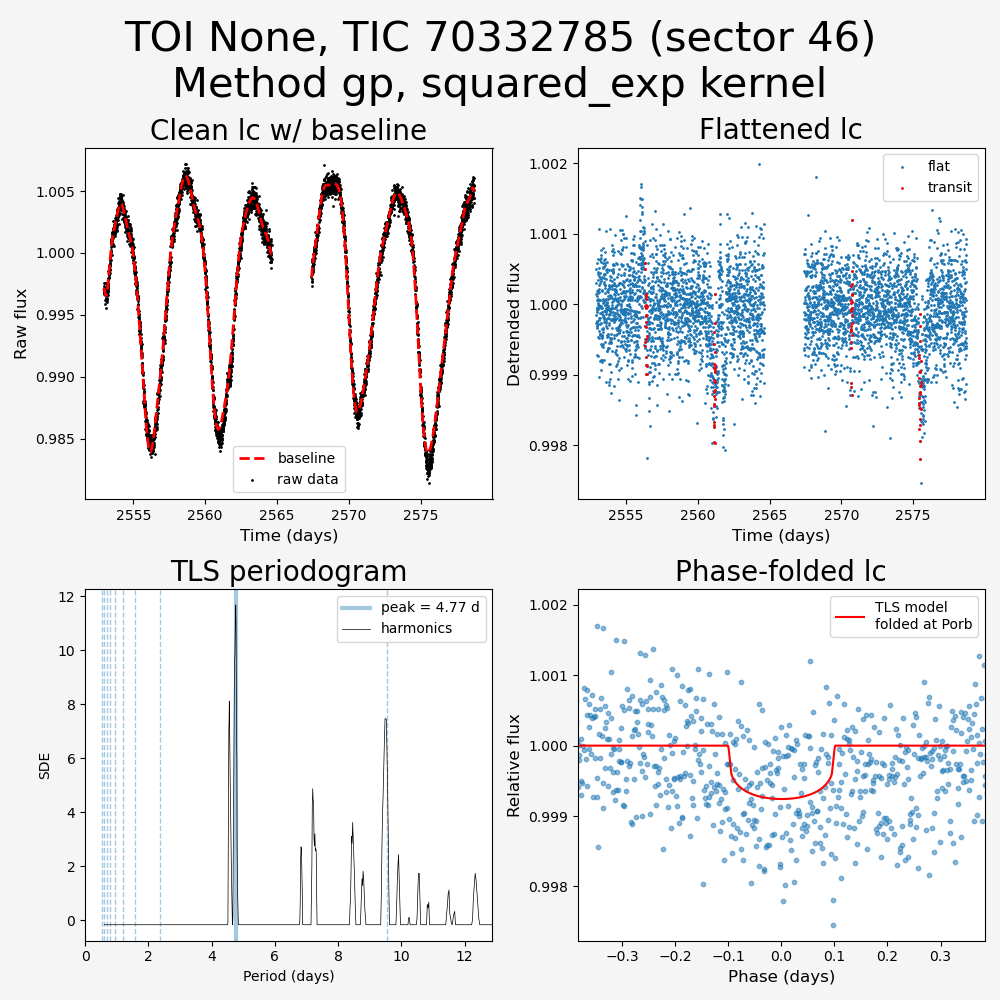 TOI None, TIC 70332785 (sector 46)
Method gp, squared_exp kernel
Clean lc w/ baseline
Raw flux
1.005
1.000
0.995
0.990
0.985
baseline
raw data
2555 2560 2565 2570 2575
Time (days)
Flattened lc
Detrended flux
1.002
1.001
1.000
0.999
0.998
flat
transit
2555 2560 2565 2570 2575
Time (days)
TLS periodogram
SDE
12
10
8
6
4
2
0
peak = 4.77 d
harmonics
0 2 4 6 8 10 12
Period (days)
Phase-folded lc
Relative flux
1.002
1.001
1.000
0.999
0.998
TLS model
folded at Porb
−0.3 −0.2 −0.1 0.0 0.1 0.2 0.3
Phase (days)